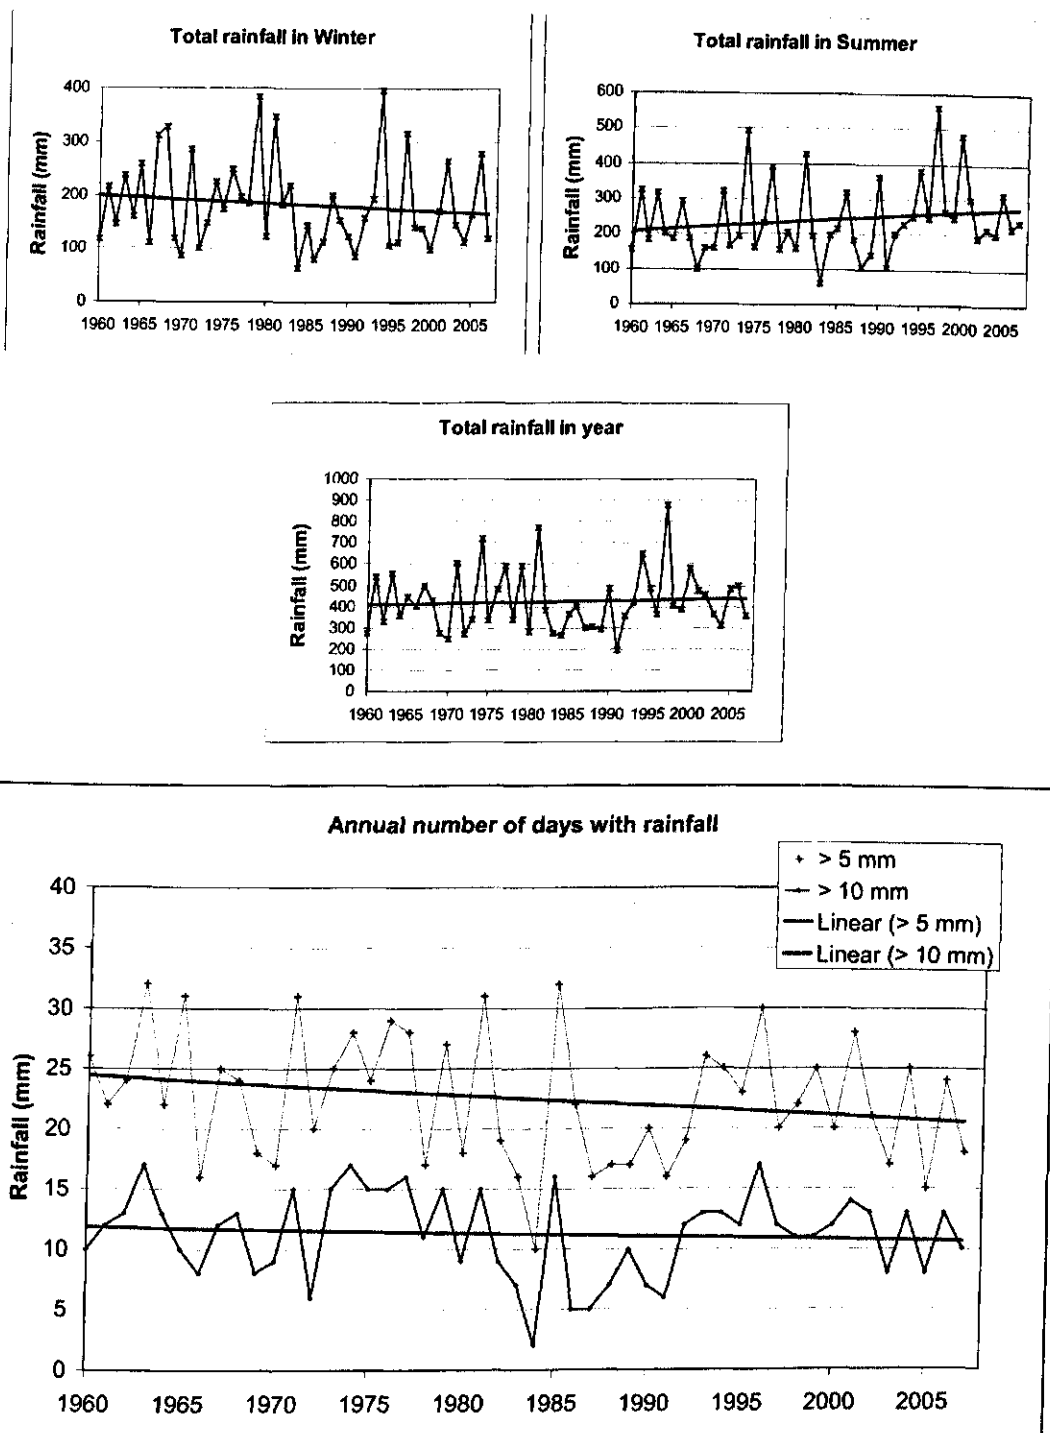 Total rainfall in Winter
Rainfall (mm)
400
300
200
100
0
1960 1965 1970 1975 1980 1985 1990 1995 2000 2005
Total rainfall in Summer
Rainfall (mm)
600
500
400
300
200
100
0
1960 1965 1970 1975 1980 1985 1990 1995 2000 2005
Total rainfall in year
Rainfall (mm)
1000
900
800
700
600
500
400
300
200
100
0
1960 1965 1970 1975 1980 1985 1990 1995 2000 2005
Annual number of days with rainfall
> 5 mm
> 10 mm
Linear (> 5 mm)
Linear (> 10 mm)
Rainfall (mm)
40
35
30
25
20
15
10
5
0
1960 1965 1970 1975 1980 1985 1990 1995 2000 2005